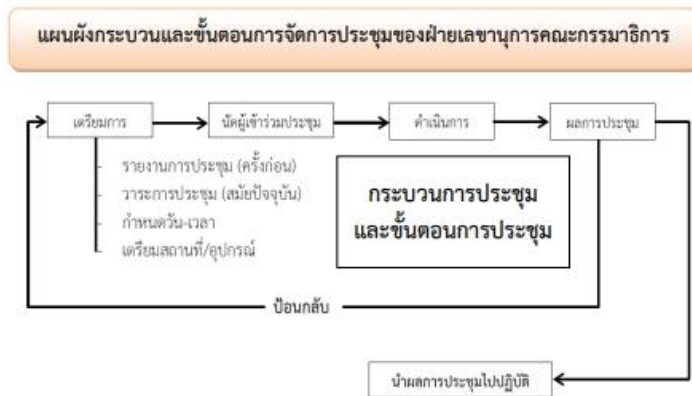 แผนผังกระบวนและขั้นตอนการจัดการประชุมของฝ่ายเลขานุการคณะกรรมาธิการ
เตรียมการ
นัดผู้เข้าร่วมประชุม
ดำเนินการ
ผลการประชุม
รายงานการประชุม (ครั้งก่อน)
วาระการประชุม (สมัยปัจจุบัน)
กำหนดวัน-เวลา
เตรียมสถานที่/อุปกรณ์
กระบวนการประชุม
และขั้นตอนการประชุม
ป้อนกลับ
นำผลการประชุมไปปฏิบัติ